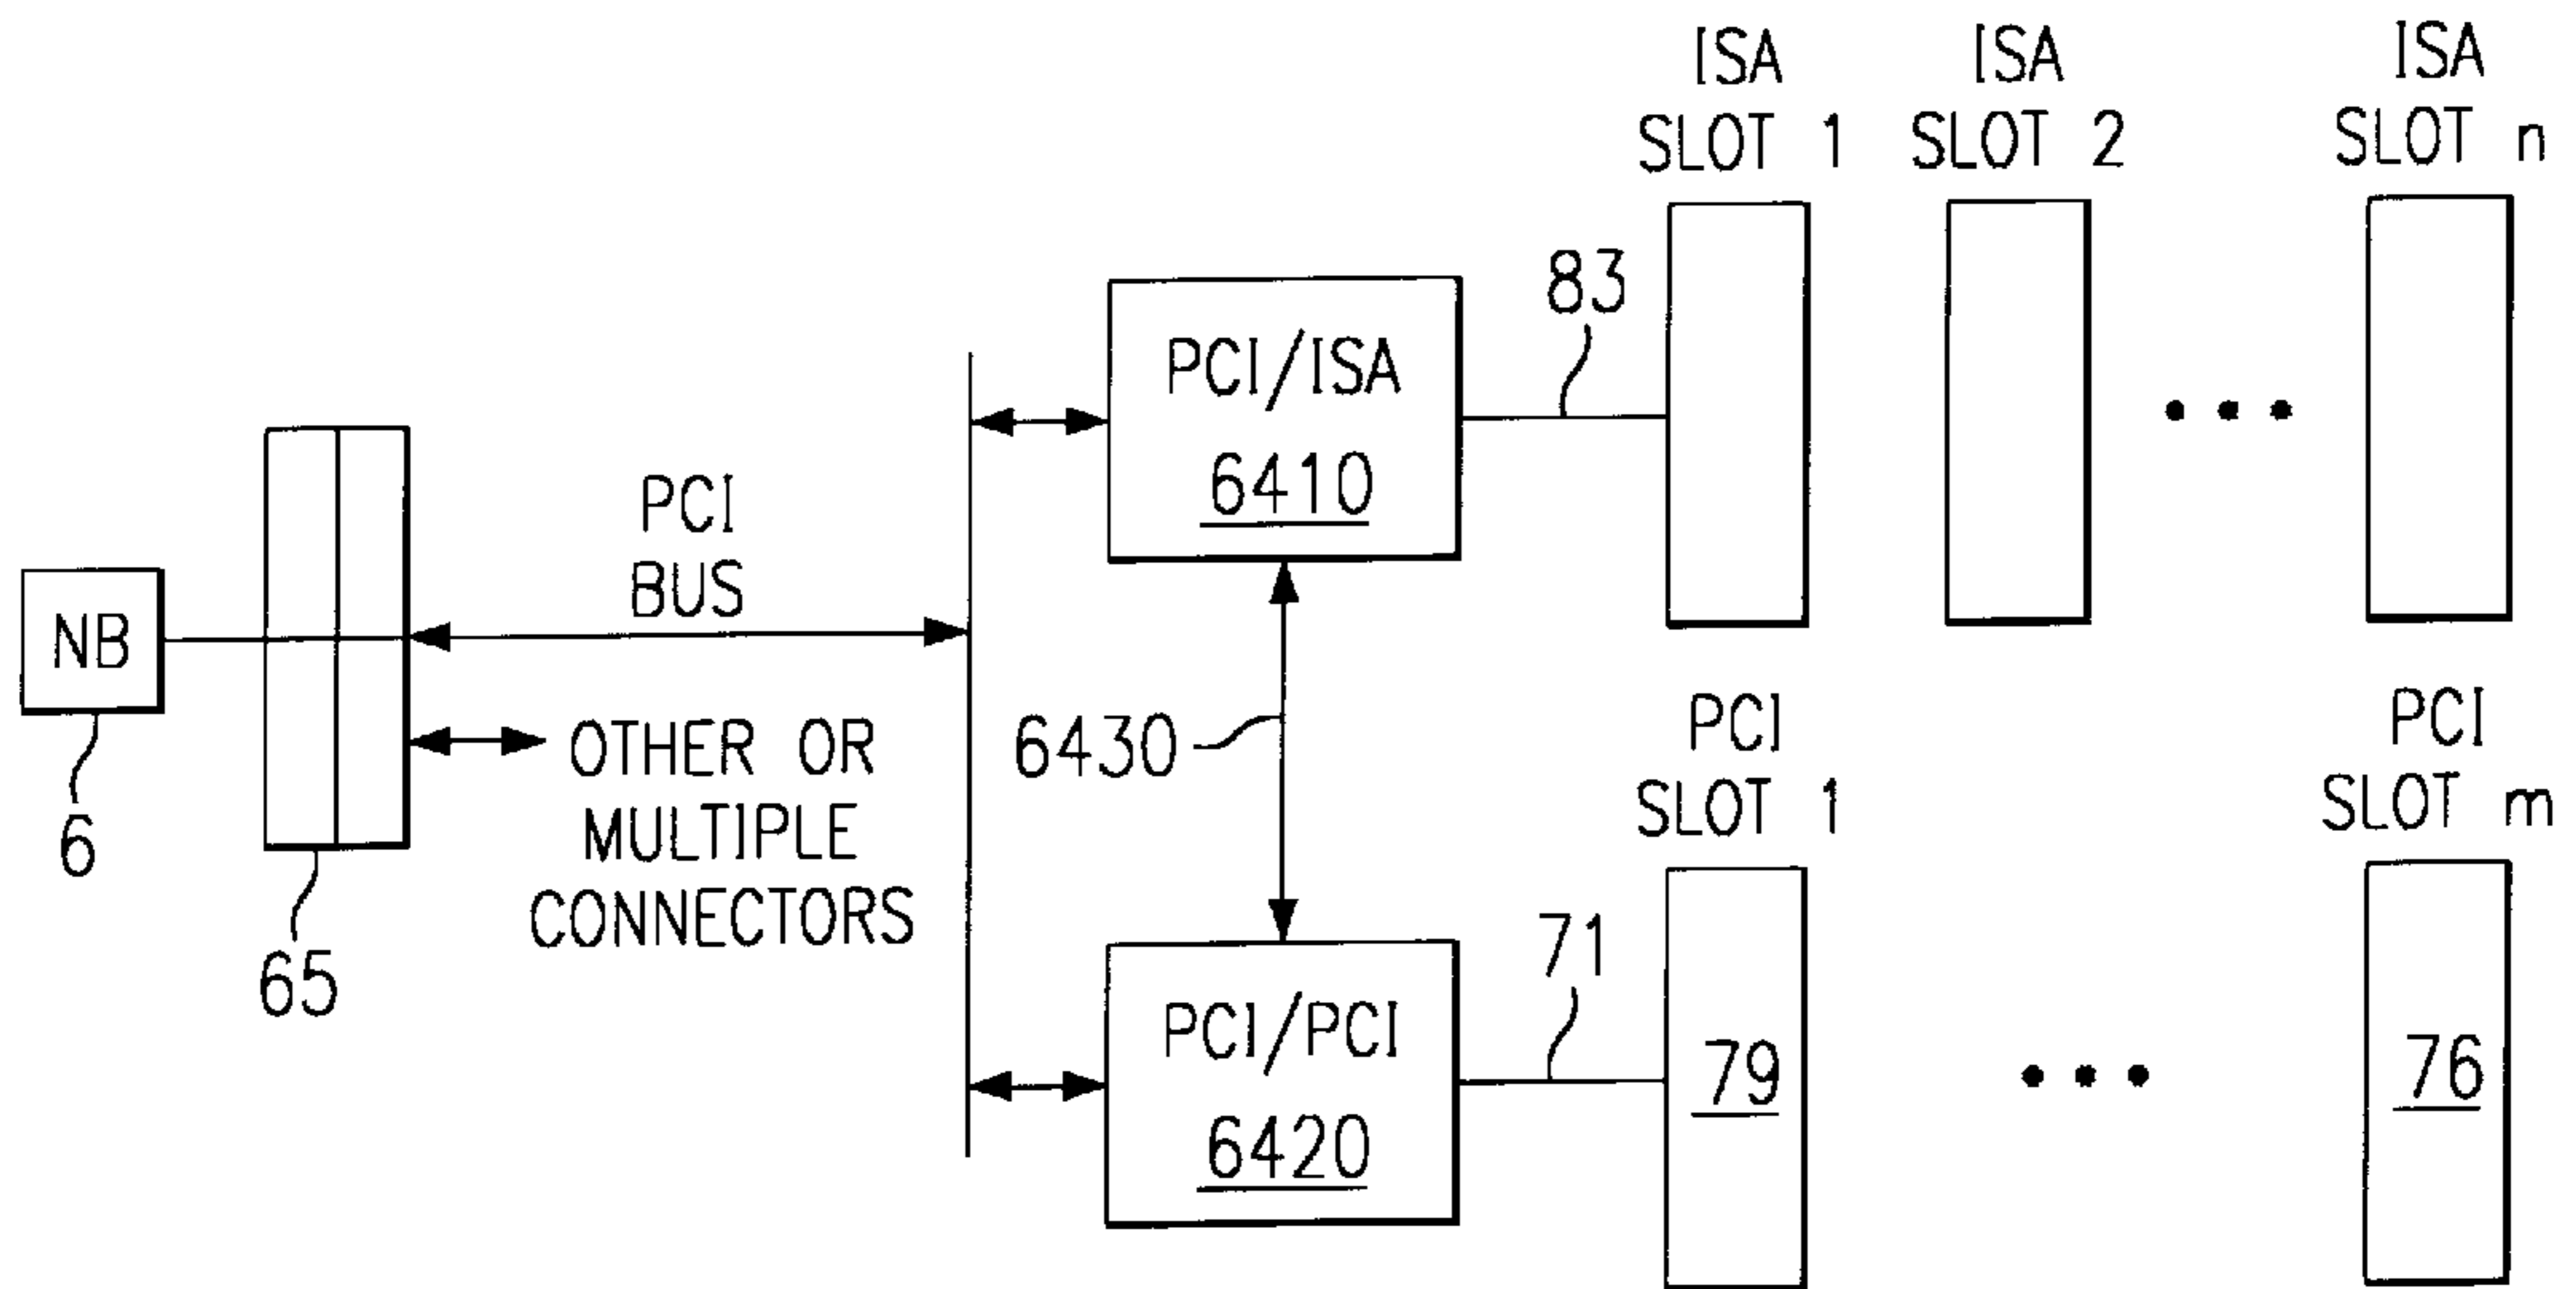 ISA
SLOT 1
ISA
SLOT 2
ISA
SLOT n
83
PCI/ISA
6410
PCI
BUS
NB
6
65
OTHER OR
MULTIPLE
CONNECTORS
6430
PCI
SLOT 1
PCI
SLOT m
71
PCI/PCI
6420
79
76